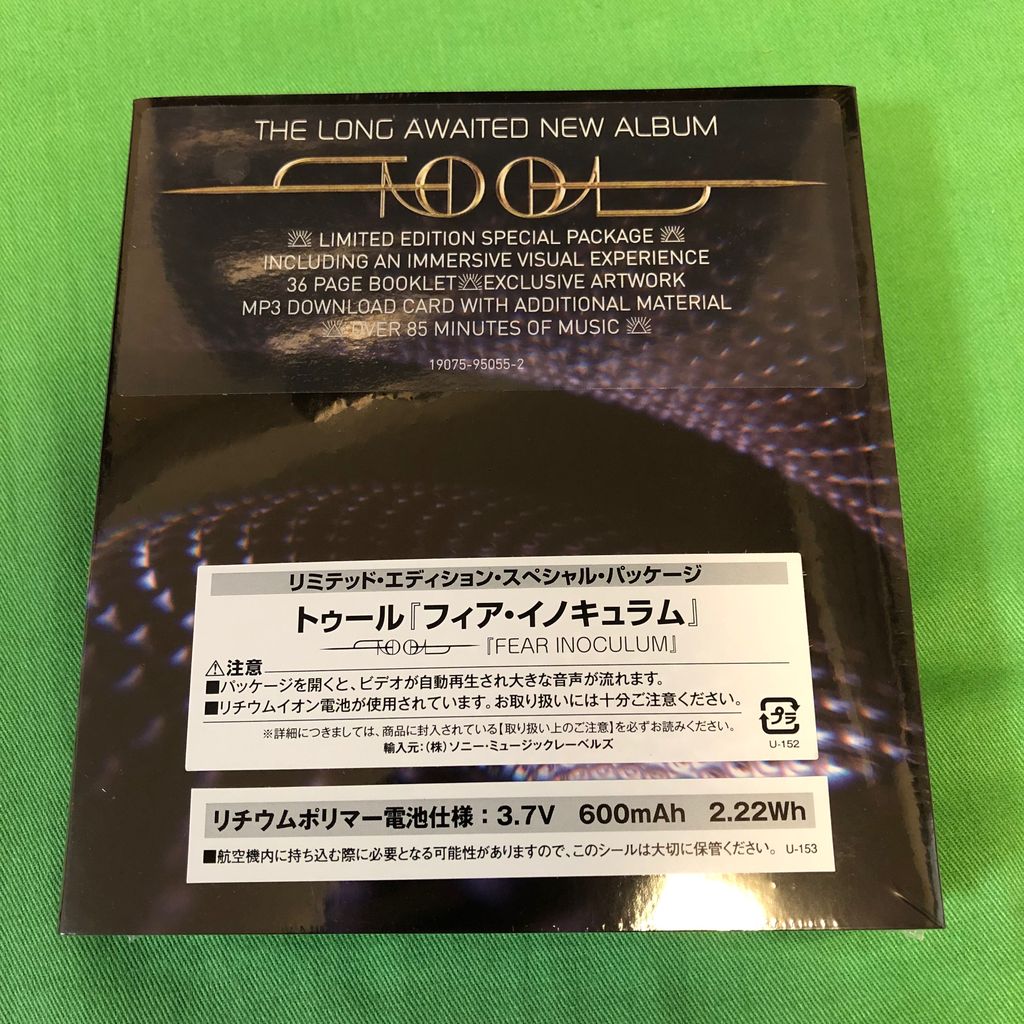 THE LONG AWAITED NEW ALBUM
TOOL
LIMITED EDITION SPECIAL PACKAGE
INCLUDING AN IMMERSIVE VISUAL EXPERIENCE
36 PAGE BOOKLET EXCLUSIVE ARTWORK
MP3 DOWNLOAD CARD WITH ADDITIONAL MATERIAL
OVER 85 MINUTES OF MUSIC
19075-95055-2
リミテッド・エディション・スペシャル・パッケージ
トゥール『フィア・イノキュラム』
TOOL『FEAR INOCULUM』
⚠注意
■パッケージを開くと、ビデオが自動再生され大きな音声が流れます。
■リチウムイオン電池が使用されています。お取り扱いには十分ご注意ください。
※詳細につきましては、商品に封入されている【取り扱い上のご注意】を必ずお読みください。
輸入元：(株)ソニー・ミュージックレーベルズ
プラ
U-152
リチウムポリマー電池仕様：3.7V 600mAh 2.22Wh
■航空機内に持ち込む際に必要となる可能性がありますので、このシールは大切に保管ください。 U-153